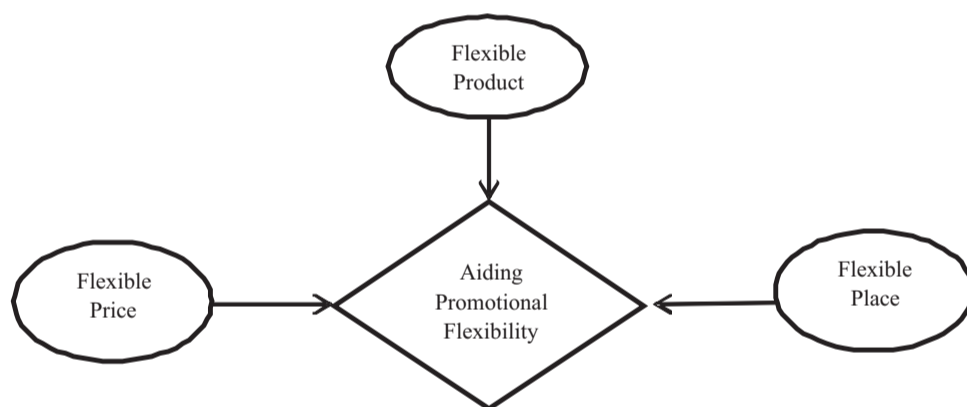 Flexible
Product
Flexible
Price
Aiding
Promotional
Flexibility
Flexible
Place